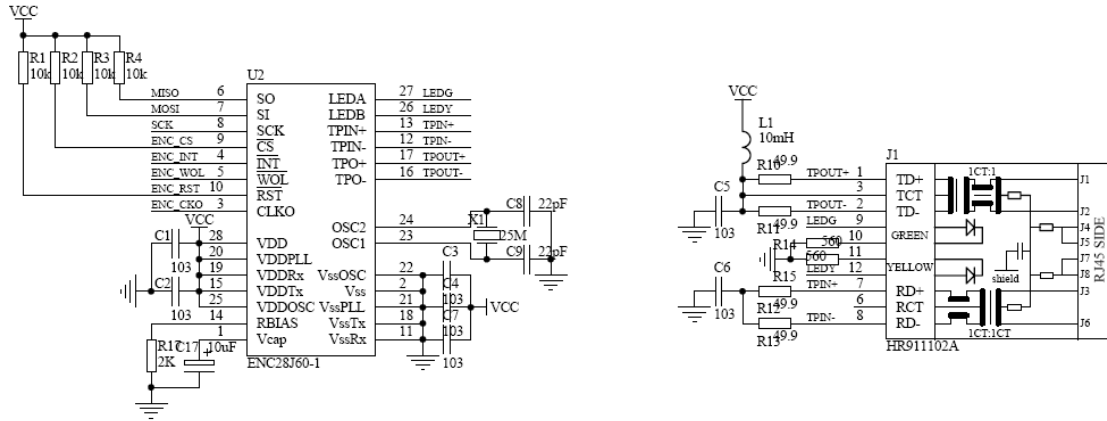 VCC
R1 R2 R3 R4
10k 10k 10k 10k
U2
MISO 6 SO LEDA 27 LEDG
MOSI 7 SI LEDB 26 LEDY
SCK 8 SCK TPIN+ 13 TPIN+
ENC_CS 9 CS TPIN- 12 TPIN-
ENC_INT 4 INT TPO+ 17 TPOUT+
ENC_WOL 5 WOL TPO- 16 TPOUT-
ENC_RST 10 RST
ENC_CKO 3 CLKO
VCC
OSC2 24
OSC1 23
X1
25M
C8 22pF
C9 22pF
C1
103
C2
103
28 VDD
20 VDDPLL
19 VDDRx VssOSC 22
15 VDDTx Vss 2
25 VDDOSC VssPLL 21
14 RBIAS VssTx 18
1 Vcap VssRx 11
C3
C4
103
C7
103
103
VCC
R17
2K
C17 10uF
ENC28J60-1
VCC
L1
10mH
J1
R10 49.9 TPOUT+ 1 TD+
3 TCT
TPOUT- 2 TD-
R11 49.9 LEDG 9
GREEN
10
R14 560
560 11
YELLOW
R15 LEDY 12
TPIN+ 7 RD+
R12 49.9 6 RCT
TPIN- 8 RD-
R13 49.9
C5
103
C6
103
1CT:1
1CT:1CT
shield
J1
J2
J4
J5
J7
J8
J3
J6
RJ45 SIDE
HR911102A